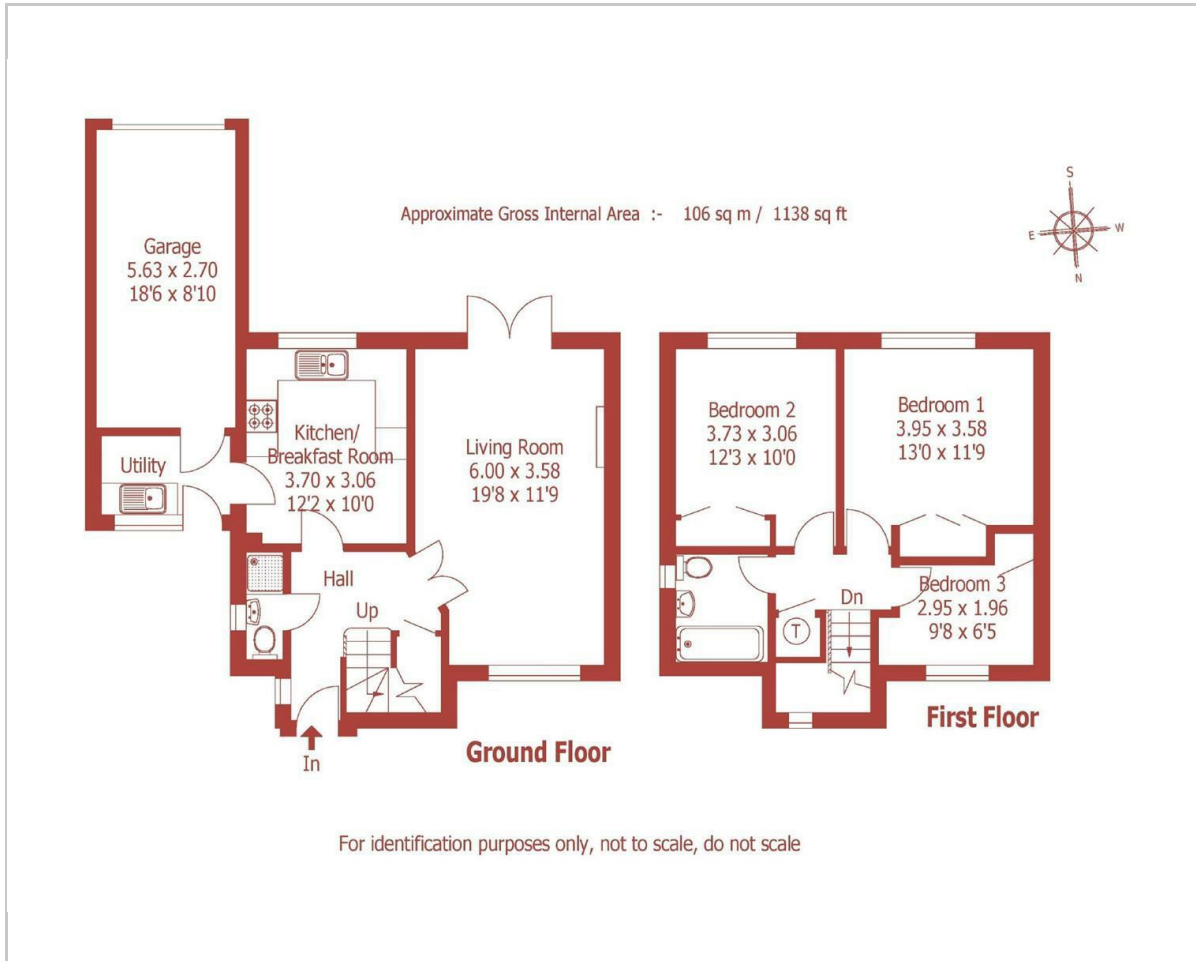 Approximate Gross Internal Area :- 106 sq m / 1138 sq ft
S
E
W
N
Garage
5.63 x 2.70
18'6 x 8'10
Utility
Kitchen/
Breakfast Room
3.70 x 3.06
12'2 x 10'0
Living Room
6.00 x 3.58
19'8 x 11'9
Hall
Up
In
Ground Floor
Bedroom 2
3.73 x 3.06
12'3 x 10'0
Bedroom 1
3.95 x 3.58
13'0 x 11'9
Bedroom 3
2.95 x 1.96
9'8 x 6'5
Dn
T
First Floor
For identification purposes only, not to scale, do not scale